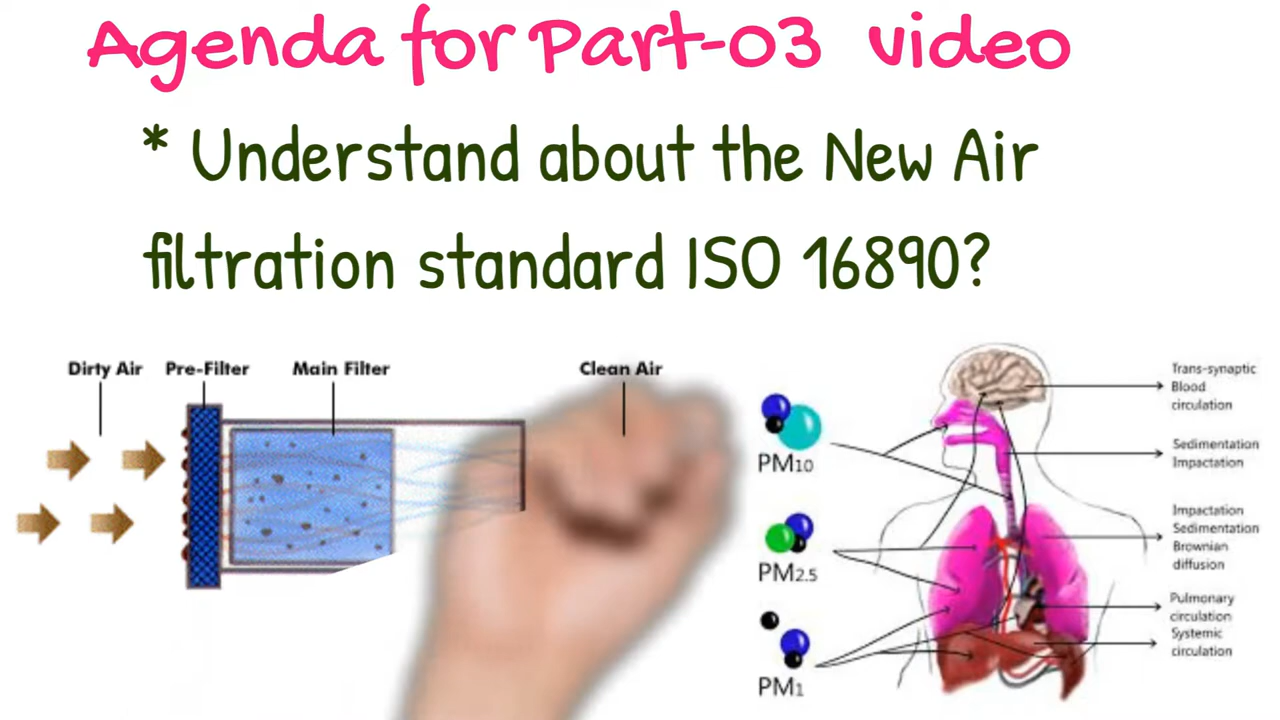 Agenda for Part-03 video
* Understand about the New Air
filtration standard ISO 16890?
Dirty Air
Pre-Filter
Main Filter
Clean Air
PM10
PM2.5
PM1
Trans-synaptic
Blood
circulation
Sedimentation
Impactation
Impactation
Sedimentation
Brownian
diffusion
Pulmonary
circulation
Systemic
circulation